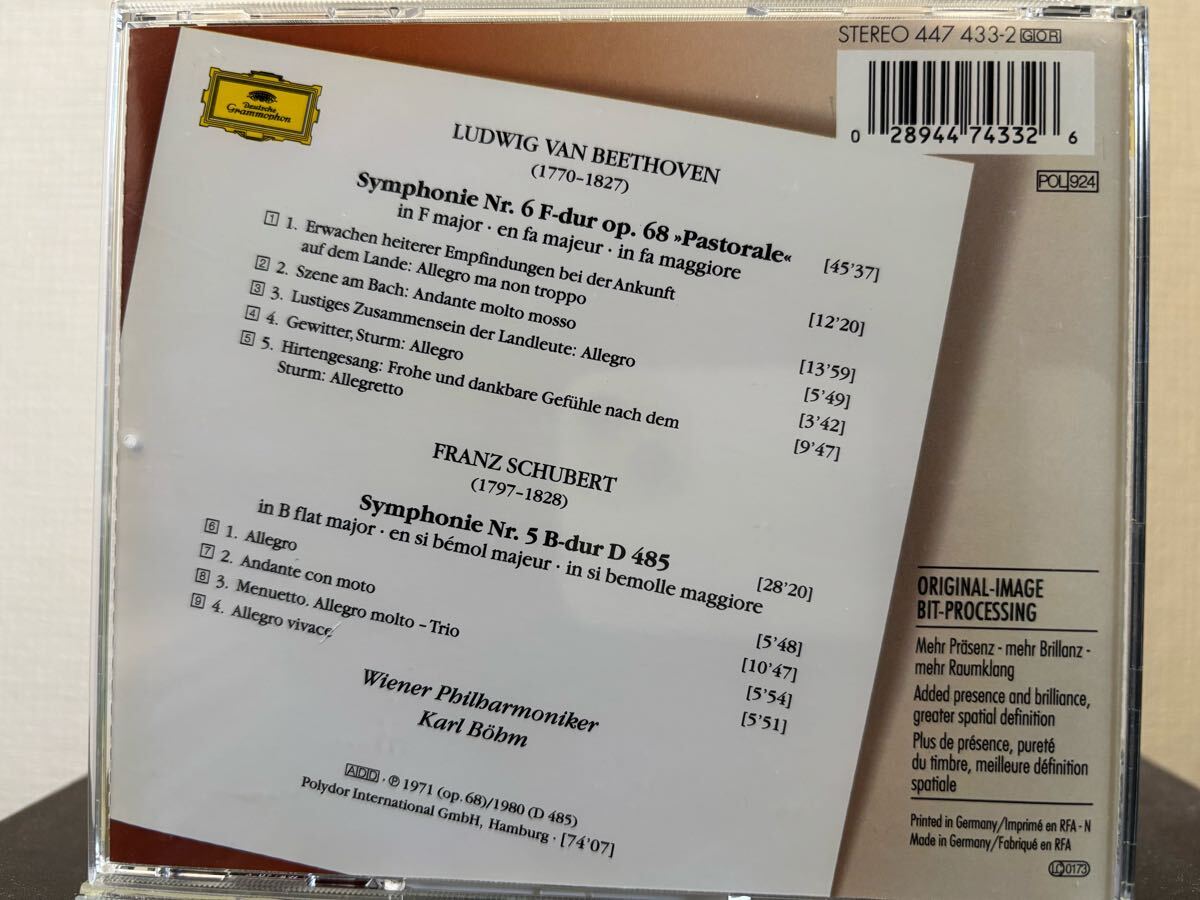 STEREO 447 433-2 GOR
0 28944 74332 6
POL 924
Deutsche
Grammophon
LUDWIG VAN BEETHOVEN
(1770–1827)
Symphonie Nr. 6 F-dur op. 68 »Pastorale« [45’37]
in F major · en fa majeur · in fa maggiore
1 1. Erwachen heiterer Empfindungen bei der Ankunft
auf dem Lande: Allegro ma non troppo [12’20]
2 2. Szene am Bach: Andante molto mosso [13’59]
3 3. Lustiges Zusammensein der Landleute: Allegro [5’49]
4 4. Gewitter, Sturm: Allegro [3’42]
5 5. Hirtengesang: Frohe und dankbare Gefühle nach dem
Sturm: Allegretto [9’47]
FRANZ SCHUBERT
(1797–1828)
Symphonie Nr. 5 B-dur D 485 [28’20]
in B flat major · en si bémol majeur · in si bemolle maggiore
6 1. Allegro [5’48]
7 2. Andante con moto [10’47]
8 3. Menuetto. Allegro molto – Trio [5’54]
9 4. Allegro vivace [5’51]
Wiener Philharmoniker
Karl Böhm
ADD · ℗ 1971 (op. 68)/1980 (D 485)
Polydor International GmbH, Hamburg · [74’07]
ORIGINAL-IMAGE
BIT-PROCESSING
Mehr Präsenz - mehr Brillanz -
mehr Raumklang
Added presence and brilliance,
greater spatial definition
Plus de présence, pureté
du timbre, meilleure définition
spatiale
Printed in Germany/Imprimé en RFA - N
Made in Germany/Fabriqué en RFA
LC 0173